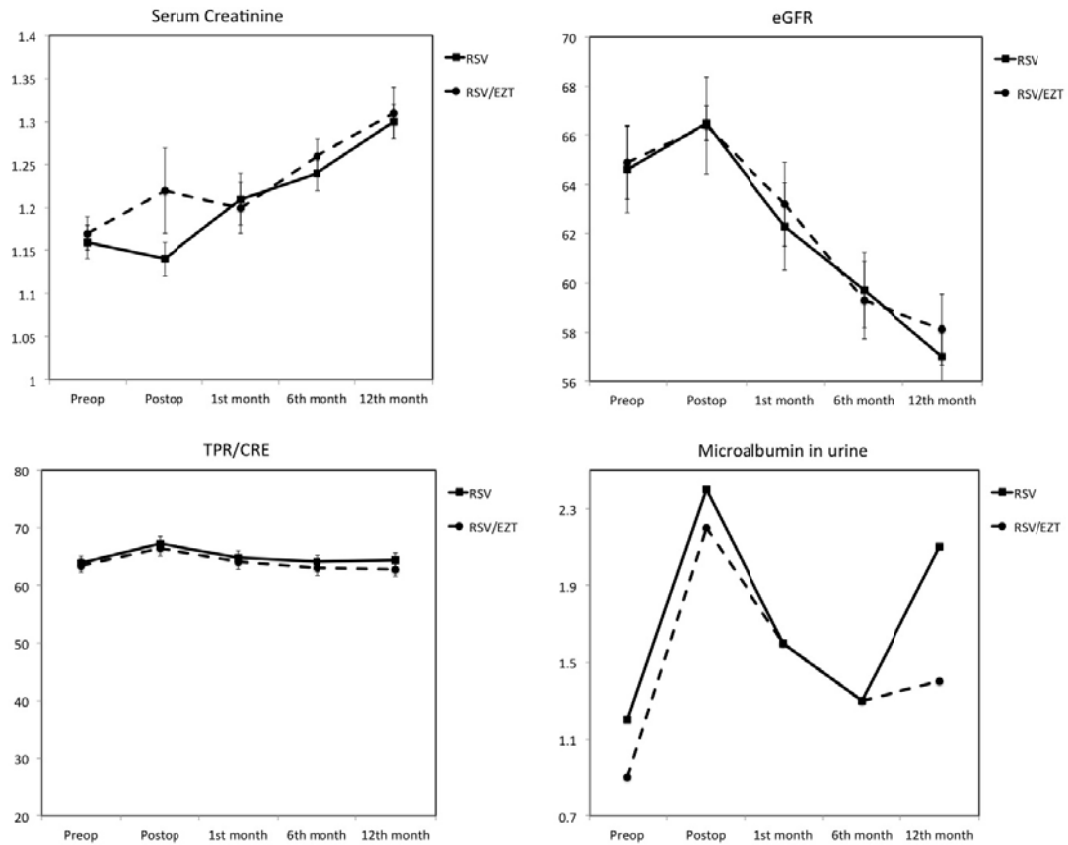 Serum Creatinine
1.4
1.35
1.3
1.25
1.2
1.15
1.1
1.05
1
Preop Postop 1st month 6th month 12th month
RSV
RSV/EZT
eGFR
70
68
66
64
62
60
58
56
Preop Postop 1st month 6th month 12th month
RSV
RSV/EZT
TPR/CRE
80
70
60
50
40
30
20
Preop Postop 1st month 6th month 12th month
RSV
RSV/EZT
Microalbumin in urine
2.3
1.9
1.5
1.1
0.7
Preop Postop 1st month 6th month 12th month
RSV
RSV/EZT